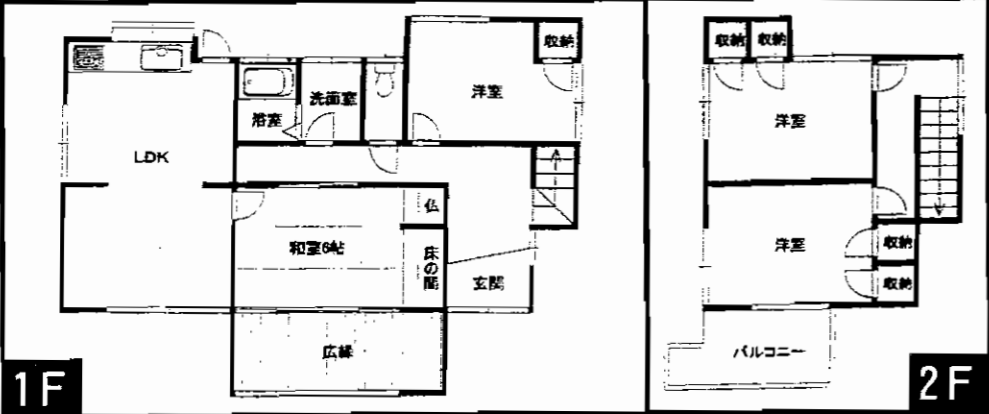 収納
洋室
洗面室
浴室
LDK
仏
和室6帖
床の間
玄関
広縁
1F
収納
収納
洋室
洋室
収納
収納
バルコニー
2F